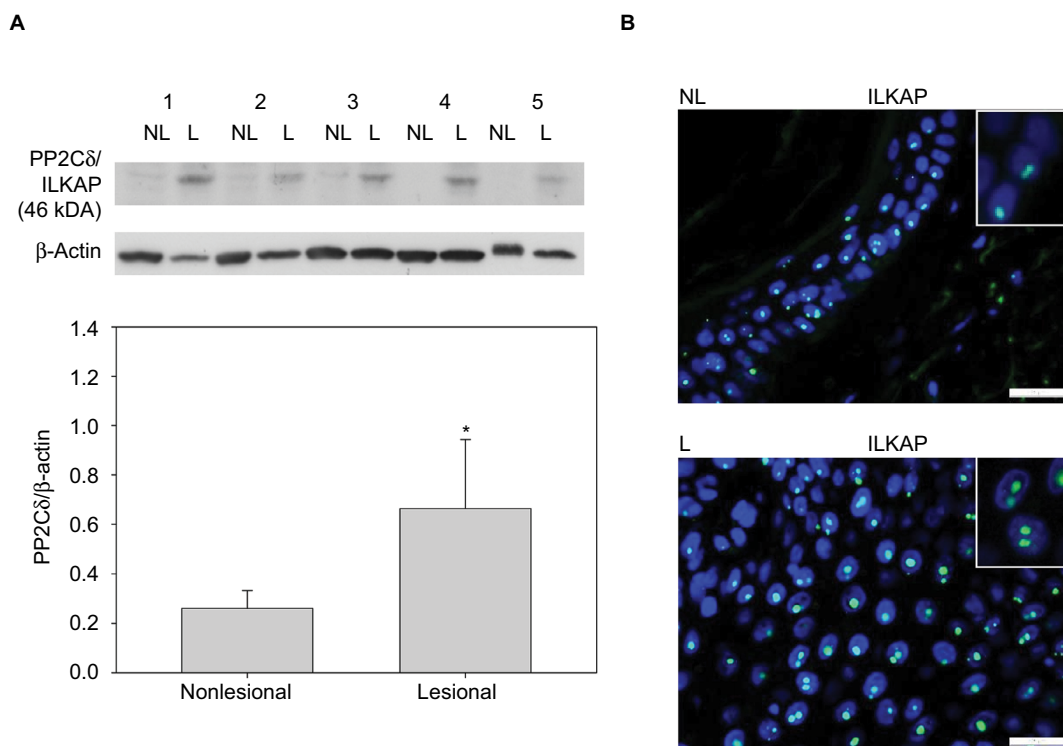 A
1 2 3 4 5
NL L NL L NL L NL L NL L
PP2Cδ/
ILKAP
(46 kDA)
β-Actin
1.4
1.2
1.0
0.8
0.6
0.4
0.2
0.0
PP2Cδ/β-actin
*
Nonlesional Lesional
B
NL ILKAP
L ILKAP